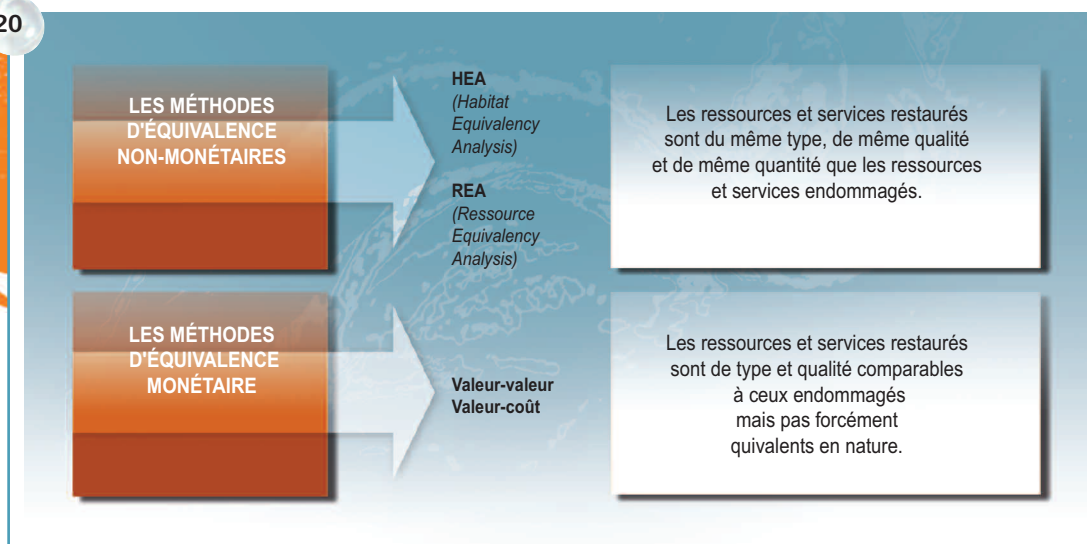 20
LES MÉTHODES
D'ÉQUIVALENCE
NON-MONÉTAIRES
HEA
(Habitat
Equivalency
Analysis)
REA
(Ressource
Equivalency
Analysis)
Les ressources et services restaurés
sont du même type, de même qualité
et de même quantité que les ressources
et services endommagés.
LES MÉTHODES
D'ÉQUIVALENCE
MONÉTAIRE
Valeur-valeur
Valeur-coût
Les ressources et services restaurés
sont de type et qualité comparables
à ceux endommagés
mais pas forcément
quivalents en nature.